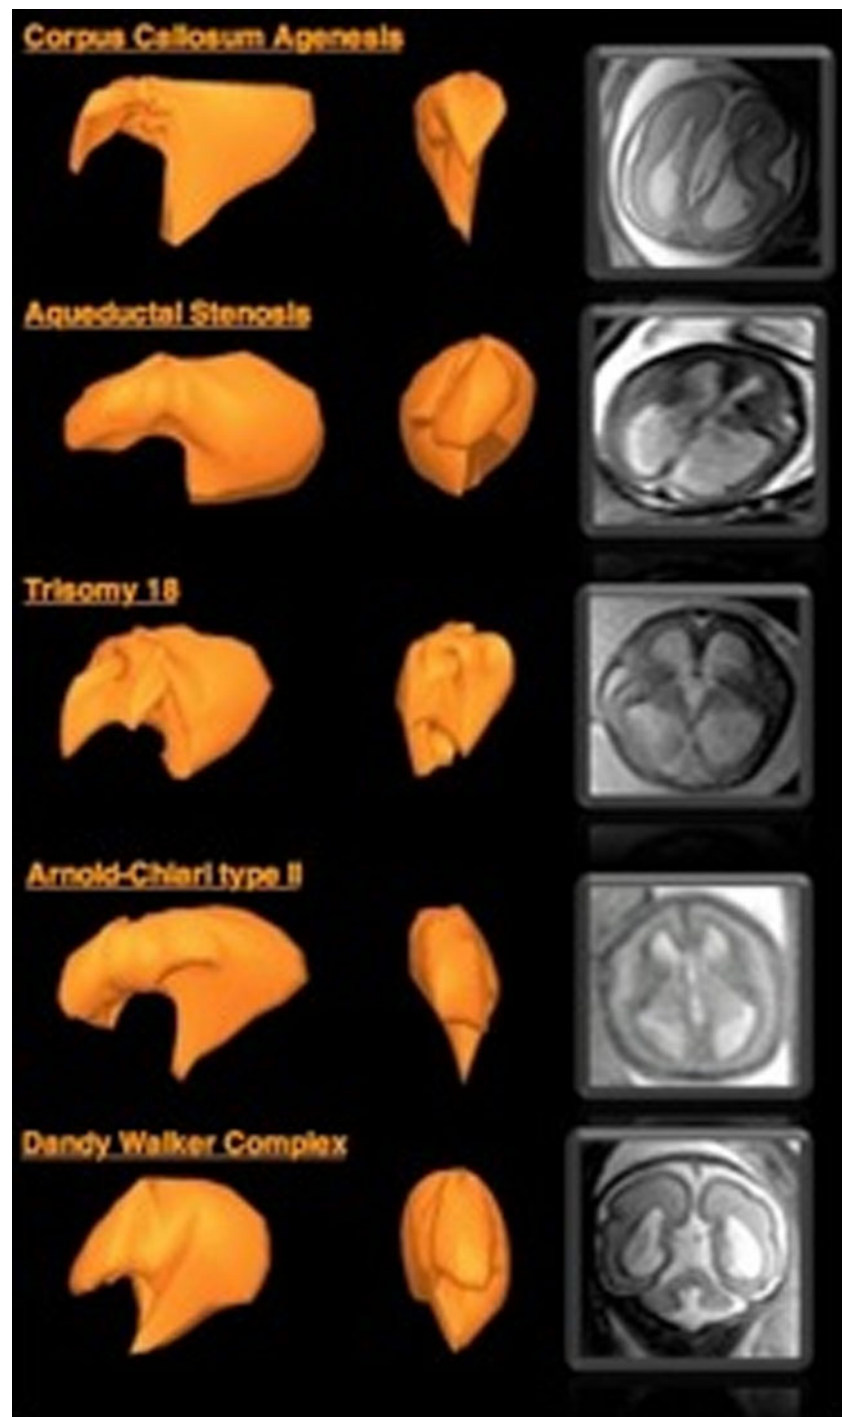 Corpus Callosum Agenesis
Aqueductal Stenosis
Trisomy 18
Arnold-Chiari type II
Dandy Walker Complex